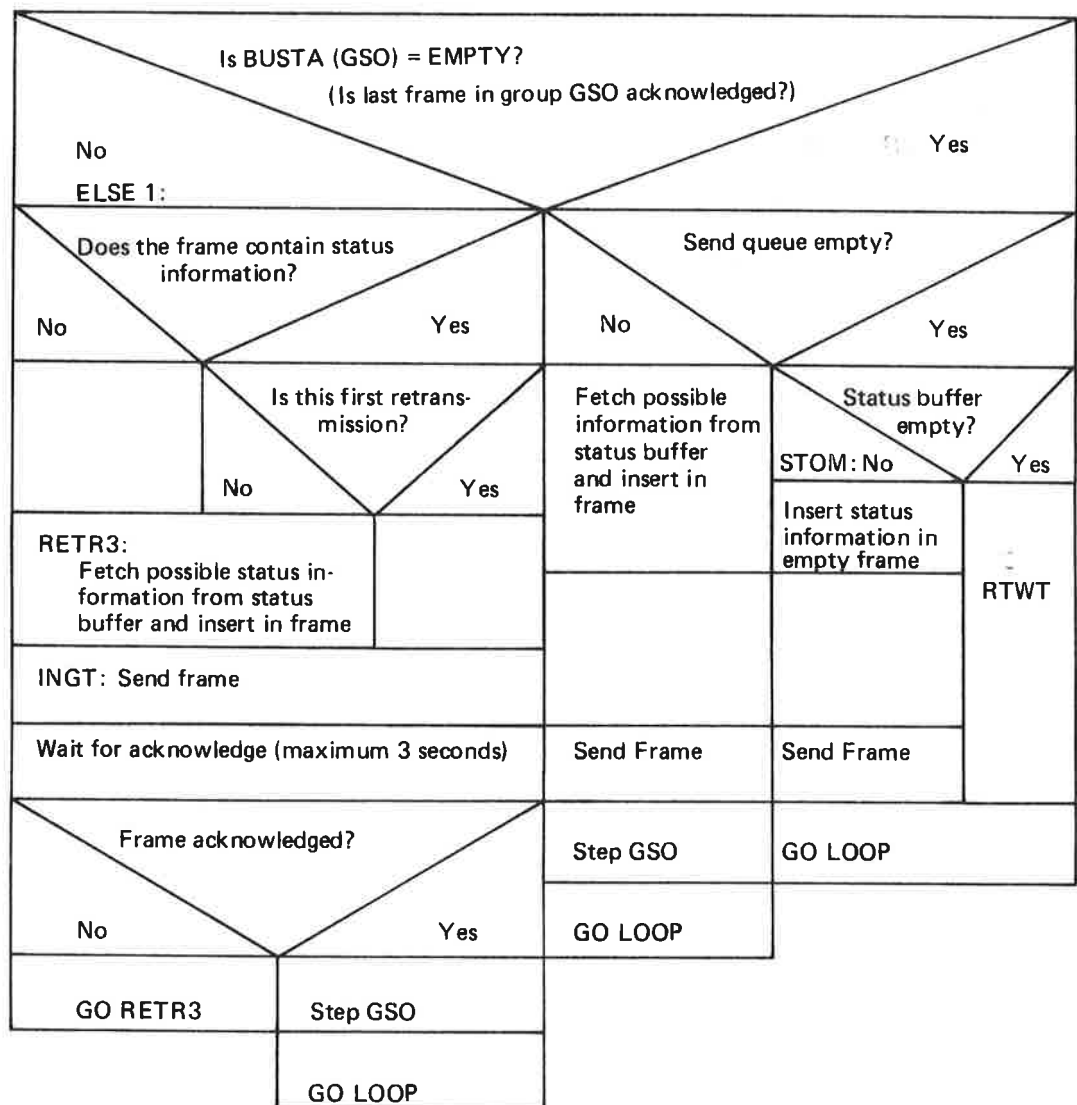 Is BUSTA (GSO) = EMPTY?
(Is last frame in group GSO acknowledged?)
No
Yes
ELSE 1:
Does the frame contain status
information?
No
Yes
Send queue empty?
No
Yes
Is this first retrans-
mission?
No
Yes
Fetch possible
information from
status buffer
and insert in
frame
Status buffer
empty?
STOM: No
Yes
Insert status
information in
empty frame
RTWT
RETR3:
Fetch possible status in-
formation from status
buffer and insert in frame
INGT: Send frame
Wait for acknowledge (maximum 3 seconds)
Send Frame
Send Frame
Frame acknowledged?
No
Yes
Step GSO
GO LOOP
GO LOOP
GO RETR3
Step GSO
GO LOOP